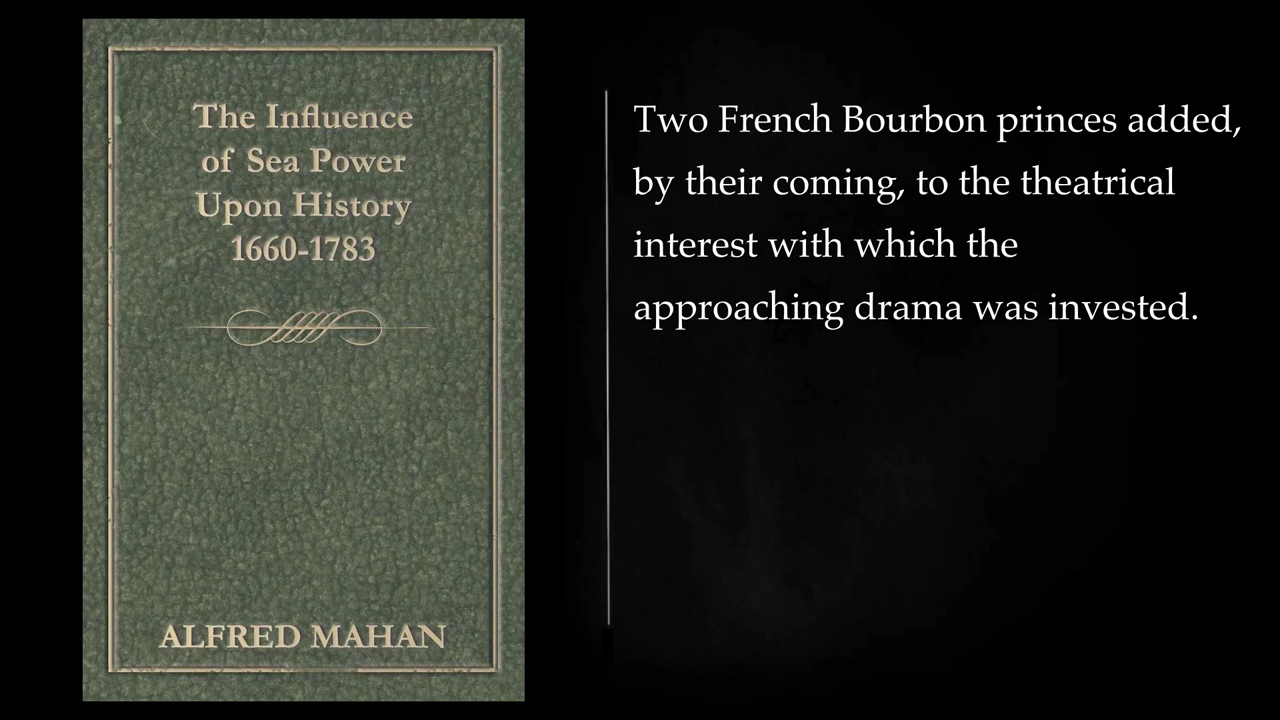 The Influence
of Sea Power
Upon History
1660-1783
ALFRED MAHAN
Two French Bourbon princes added,
by their coming, to the theatrical
interest with which the
approaching drama was invested.